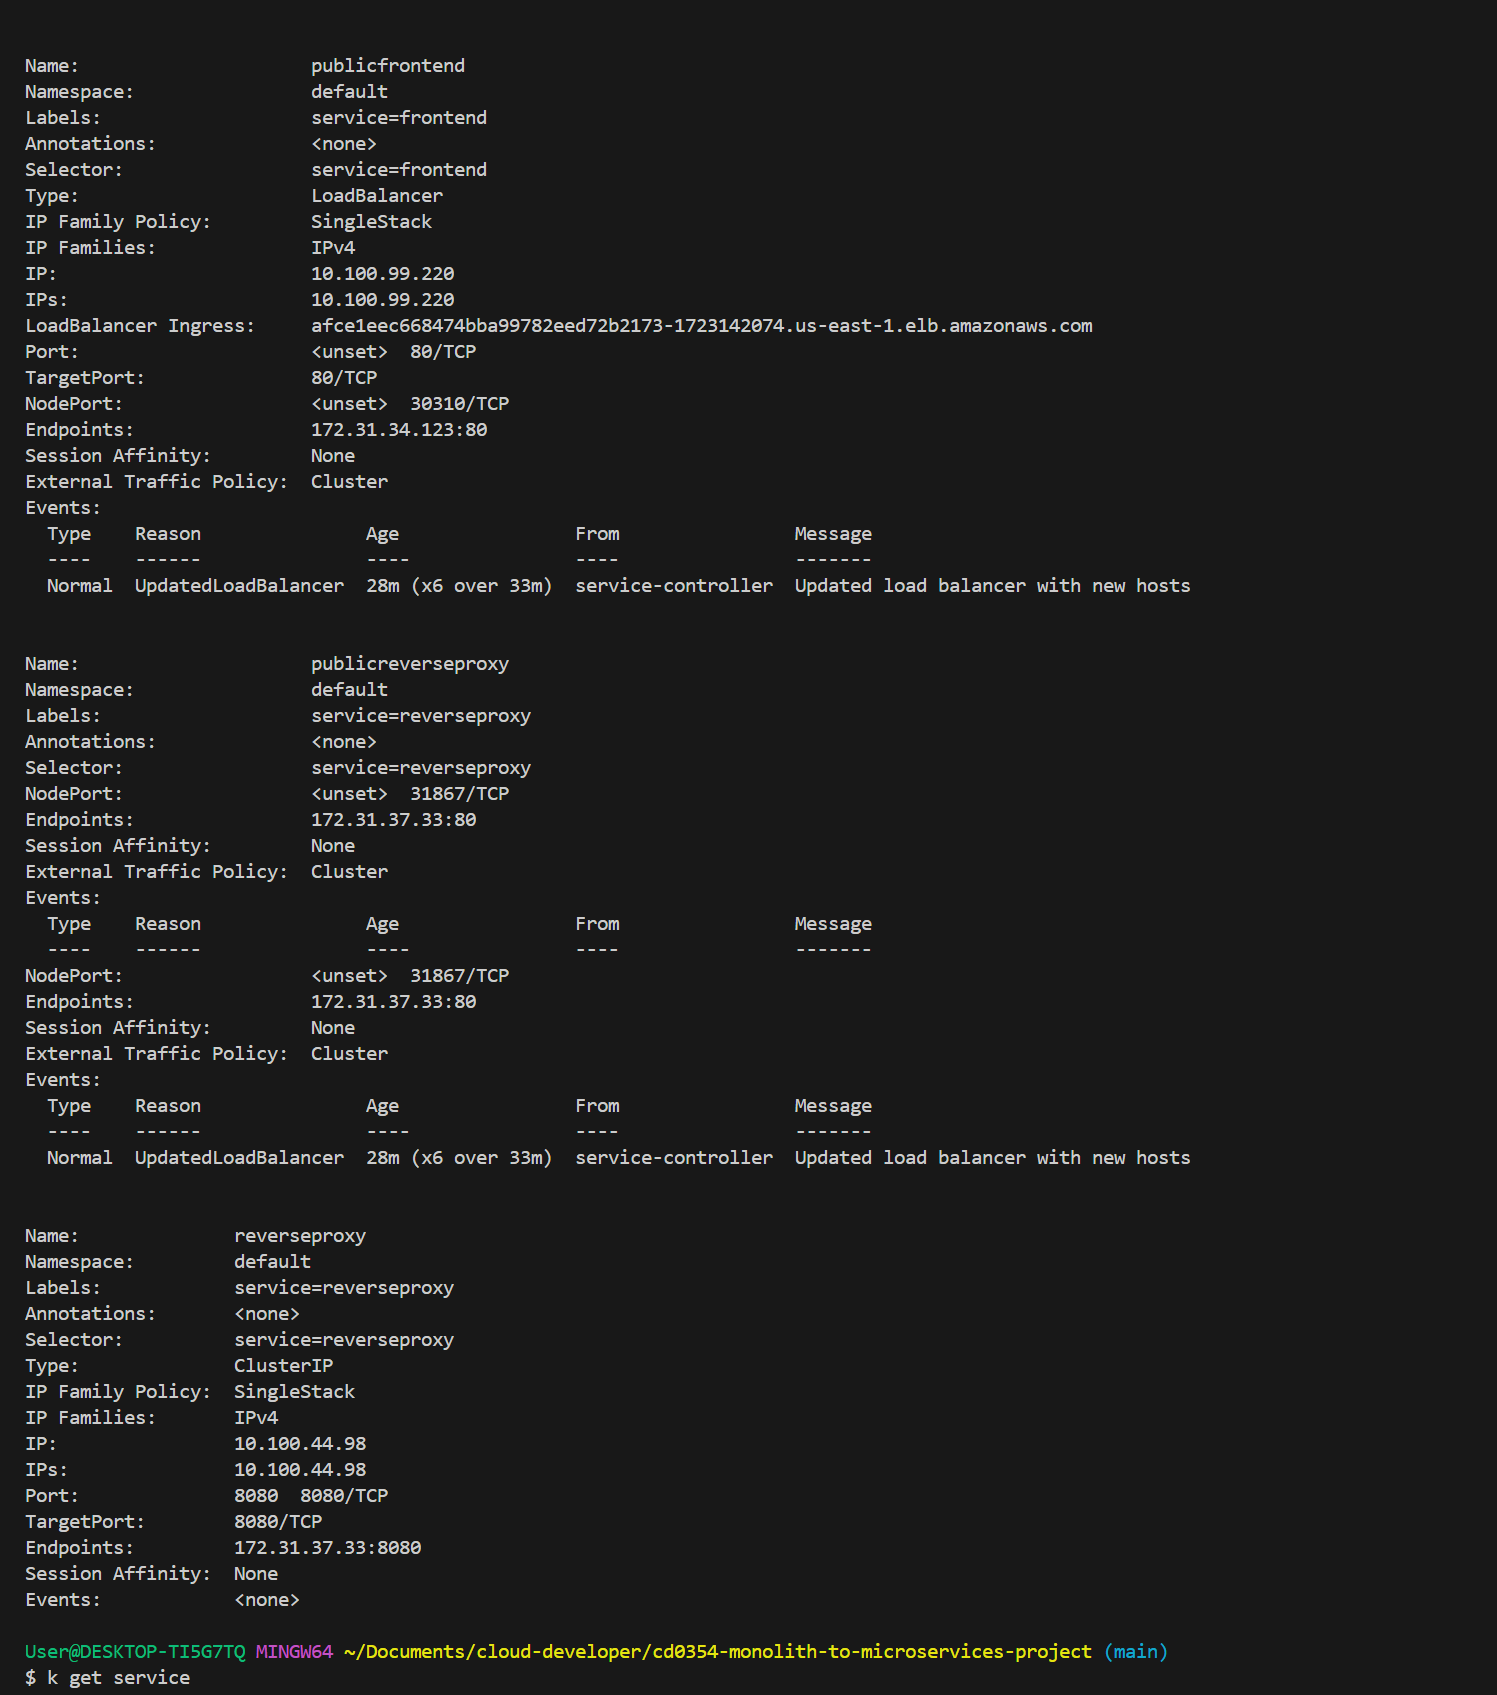 Name:                     publicfrontend
Namespace:                default
Labels:                   service=frontend
Annotations:              <none>
Selector:                 service=frontend
Type:                     LoadBalancer
IP Family Policy:         SingleStack
IP Families:              IPv4
IP:                       10.100.99.220
IPs:                      10.100.99.220
LoadBalancer Ingress:     afce1eec668474bba99782eed72b2173-1723142074.us-east-1.elb.amazonaws.com
Port:                     <unset>  80/TCP
TargetPort:               80/TCP
NodePort:                 <unset>  30310/TCP
Endpoints:                172.31.34.123:80
Session Affinity:         None
External Traffic Policy:  Cluster
Events:
  Type    Reason               Age                From                Message
  ----    ------               ----               ----                -------
  Normal  UpdatedLoadBalancer  28m (x6 over 33m)  service-controller  Updated load balancer with new hosts
Name:                     publicreverseproxy
Namespace:                default
Labels:                   service=reverseproxy
Annotations:              <none>
Selector:                 service=reverseproxy
NodePort:                 <unset>  31867/TCP
Endpoints:                172.31.37.33:80
Session Affinity:         None
External Traffic Policy:  Cluster
Events:
  Type    Reason               Age                From                Message
  ----    ------               ----               ----                -------
NodePort:                 <unset>  31867/TCP
Endpoints:                172.31.37.33:80
Session Affinity:         None
External Traffic Policy:  Cluster
Events:
  Type    Reason               Age                From                Message
  ----    ------               ----               ----                -------
  Normal  UpdatedLoadBalancer  28m (x6 over 33m)  service-controller  Updated load balancer with new hosts
Name:              reverseproxy
Namespace:         default
Labels:            service=reverseproxy
Annotations:       <none>
Selector:          service=reverseproxy
Type:              ClusterIP
IP Family Policy:  SingleStack
IP Families:       IPv4
IP:                10.100.44.98
IPs:               10.100.44.98
Port:              8080  8080/TCP
TargetPort:        8080/TCP
Endpoints:         172.31.37.33:8080
Session Affinity:  None
Events:            <none>
User@DESKTOP-TI5G7TQ MINGW64 ~/Documents/cloud-developer/cd0354-monolith-to-microservices-project (main)
$ k get service